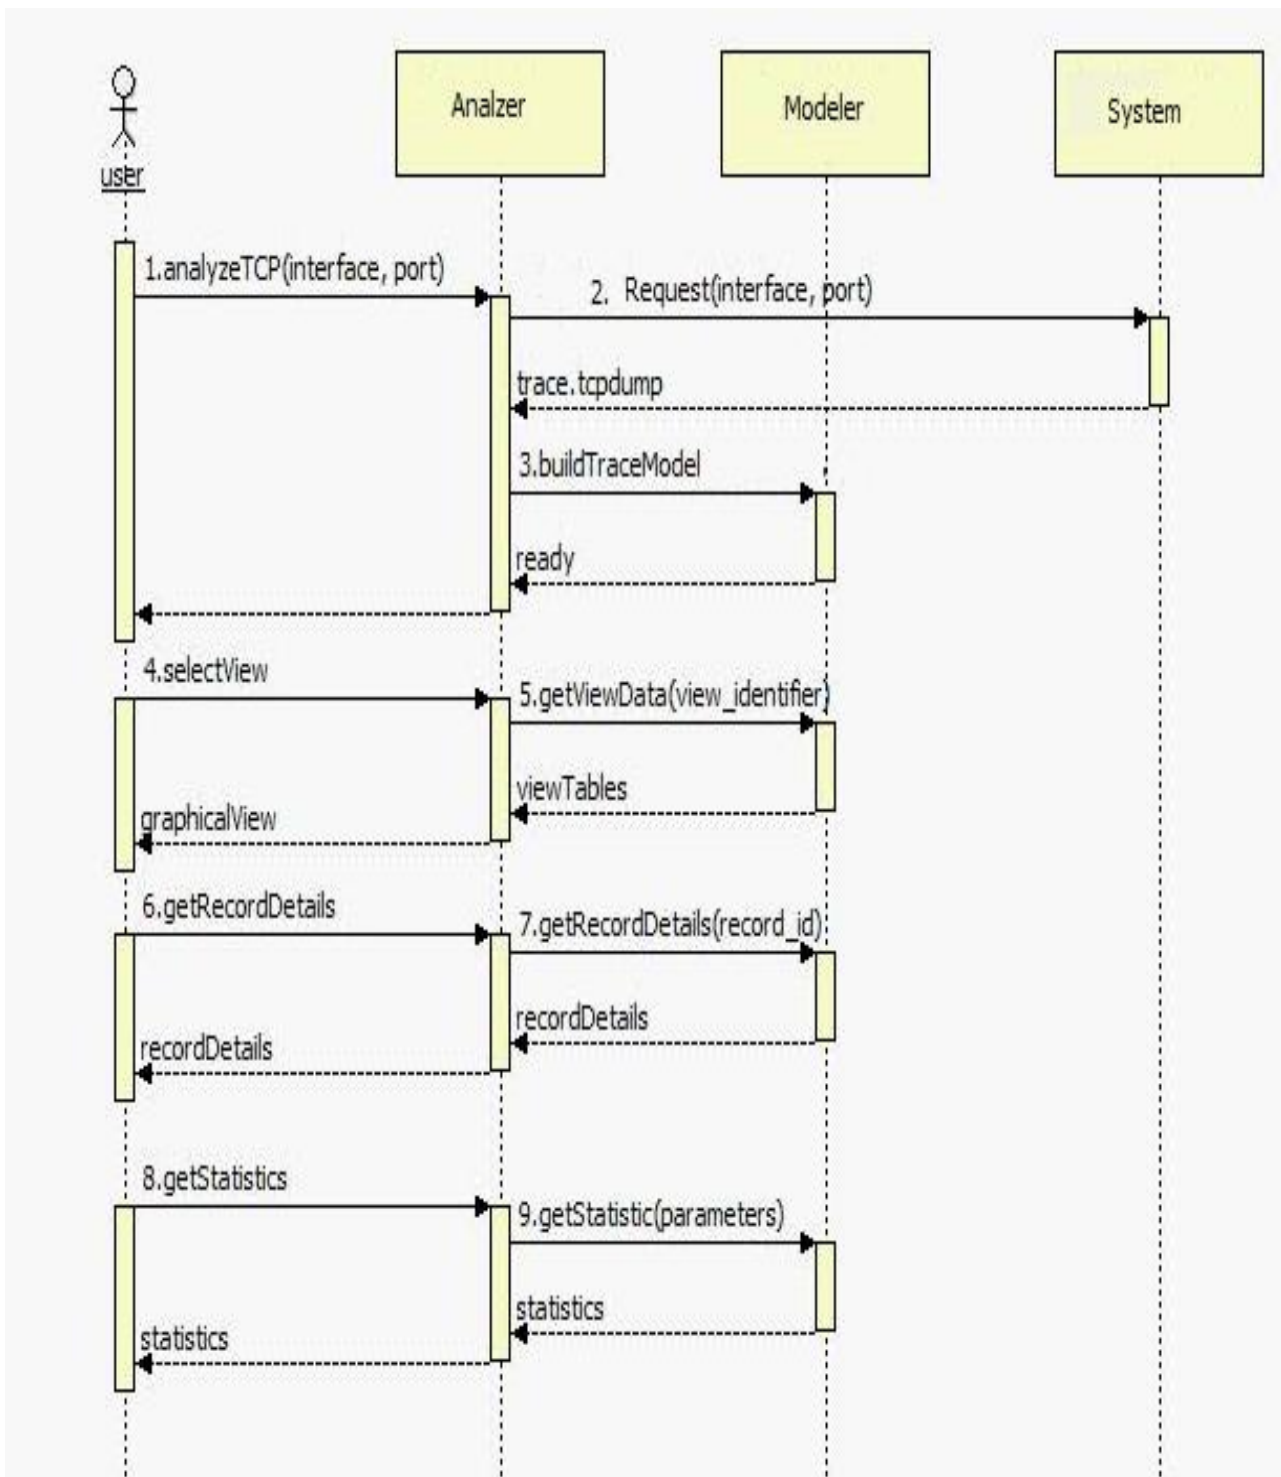 Analzer
Modeler
System
user
1.analyzeTCP(interface, port)
2. Request(interface, port)
trace.tcpdump
3.buildTraceModel
ready
4.selectView
5.getViewData(view_identifier)
viewTables
graphicalView
6.getRecordDetails
7.getRecordDetails(record_id)
recordDetails
recordDetails
8.getStatistics
9.getStatistic(parameters)
statistics
statistics